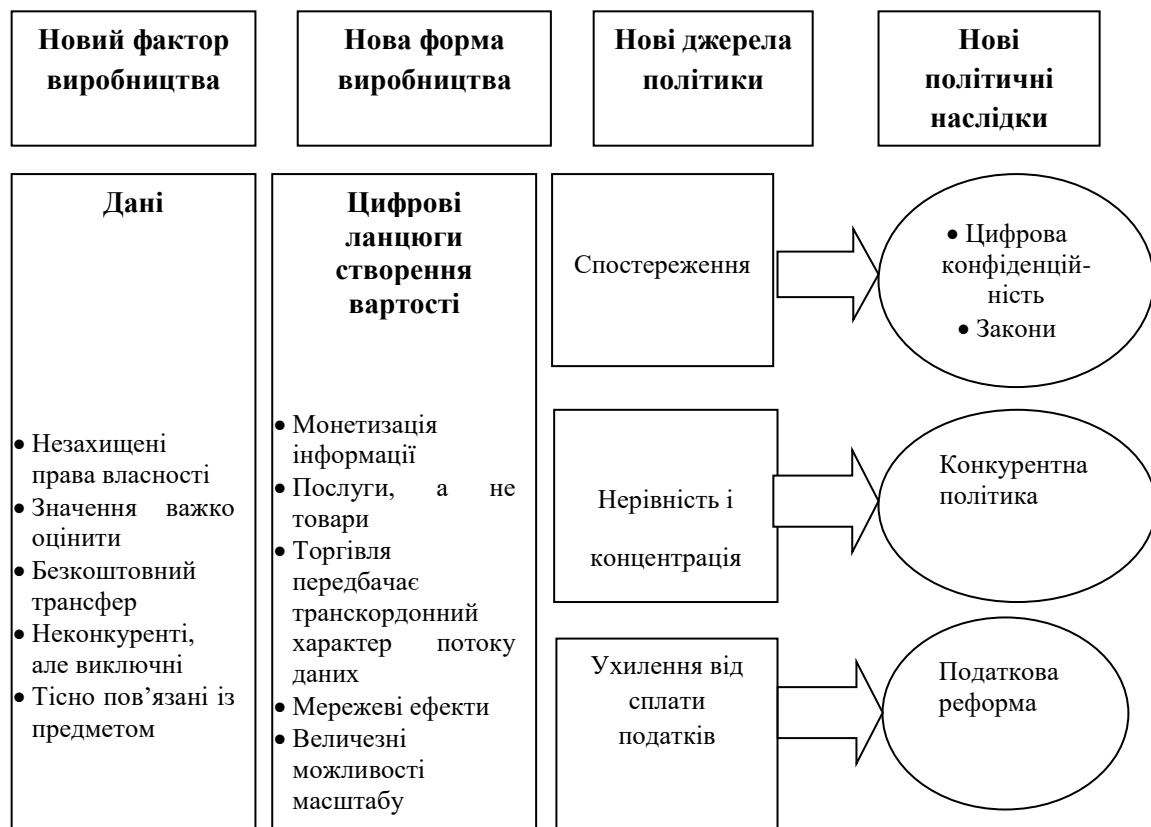 Новий фактор
виробництва
Нова форма
виробництва
Нові джерела
політики
Нові
політичні
наслідки
Дані
• Незахищені
права власності
• Значення важко
оцінити
• Безкоштовний
трансфер
• Неконкуренті,
але виключні
• Тісно пов’язані із
предметом
Цифрові
ланцюги
створення
вартості
• Монетизація
інформації
• Послуги, а не
товари
• Торгівля
передбачає
транскордонний
характер потоку
даних
• Мережеві ефекти
• Величезні
можливості
масштабу
Спостереження
• Цифрова
конфіденцій-
ність
• Закони
Нерівність і
концентрація
Конкурентна
політика
Ухилення від
сплати
податків
Податкова
реформа